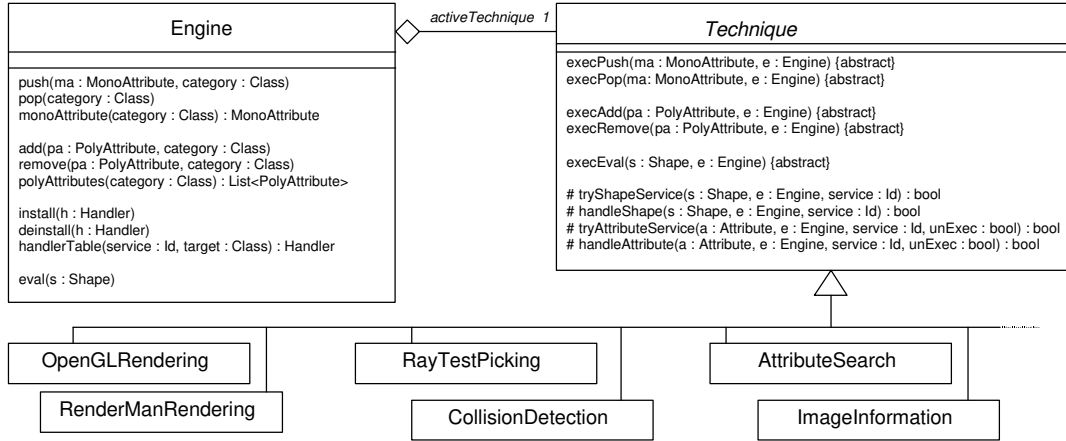 Engine
push(ma : MonoAttribute, category : Class)
pop(category : Class)
monoAttribute(category : Class) : MonoAttribute
add(pa : PolyAttribute, category : Class)
remove(pa : PolyAttribute, category : Class)
polyAttributes(category : Class) : List<PolyAttribute>
install(h : Handler)
deinstall(h : Handler)
handlerTable(service : Id, target : Class) : Handler
eval(s : Shape)
activeTechnique 1
Technique
execPush(ma : MonoAttribute, e : Engine) {abstract}
execPop(ma: MonoAttribute, e : Engine) {abstract}
execAdd(pa : PolyAttribute, e : Engine) {abstract}
execRemove(pa : PolyAttribute, e : Engine) {abstract}
execEval(s : Shape, e : Engine) {abstract}
# tryShapeService(s : Shape, e : Engine, service : Id) : bool
# handleShape(s : Shape, e : Engine, service : Id) : bool
# tryAttributeService(a : Attribute, e : Engine, service : Id, unExec : bool) : bool
# handleAttribute(a : Attribute, e : Engine, service : Id, unExec : bool) : bool
OpenGLRendering
RayTestPicking
AttributeSearch
RenderManRendering
CollisionDetection
ImageInformation